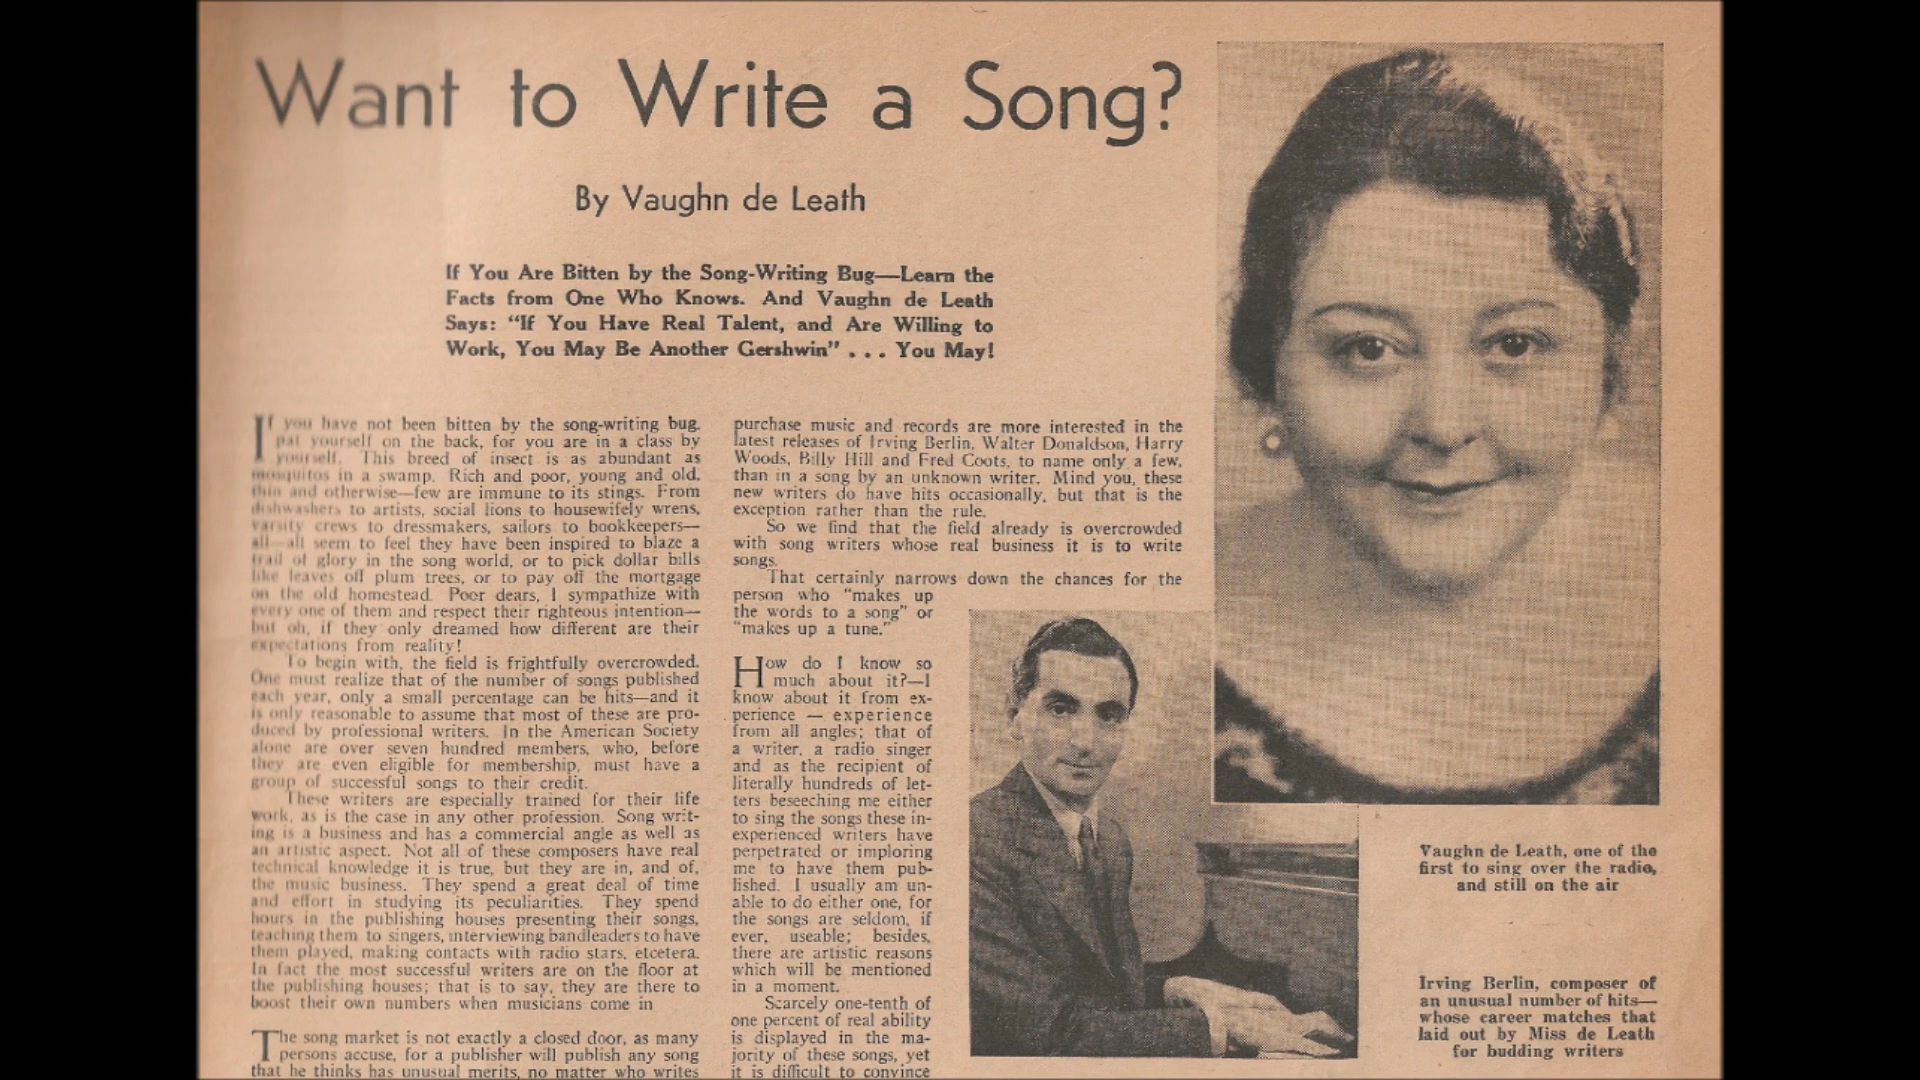 Want to Write a Song?
By Vaughn de Leath
If You Are Bitten by the Song-Writing Bug—Learn the
Facts from One Who Knows. And Vaughn de Leath
Says: "If You Have Real Talent, and Are Willing to
Work, You May Be Another Gershwin" . . . You May!
If you have not been bitten by the song-writing bug,
pat yourself on the back, for you are in a class by
yourself. This breed of insect is as abundant as
mosquitos in a swamp. Rich and poor, young and old,
thin and otherwise—few are immune to its stings. From
dishwashers to artists, social lions to housewifely wrens,
varsity crews to dressmakers, sailors to bookkeepers—
all—all seem to feel they have been inspired to blaze a
trail of glory in the song world, or to pick dollar bills
like leaves off plum trees, or to pay off the mortgage
on the old homestead. Poor dears, I sympathize with
every one of them and respect their righteous intention—
but oh, if they only dreamed how different are their
expectations from reality!
To begin with, the field is frightfully overcrowded.
One must realize that of the number of songs published
each year, only a small percentage can be hits—and it
is only reasonable to assume that most of these are pro-
duced by professional writers. In the American Society
alone are over seven hundred members, who, before
they are even eligible for membership, must have a
group of successful songs to their credit.
These writers are especially trained for their life
work, as is the case in any other profession. Song writ-
ing is a business and has a commercial angle as well as
an artistic aspect. Not all of these composers have real
technical knowledge it is true, but they are in, and of,
the music business. They spend a great deal of time
and effort in studying its peculiarities. They spend
hours in the publishing houses presenting their songs,
teaching them to singers, interviewing bandleaders to have
them played, making contacts with radio stars, etcetera.
In fact the most successful writers are on the floor at
the publishing houses; that is to say, they are there to
boost their own numbers when musicians come in
The song market is not exactly a closed door, as many
persons accuse, for a publisher will publish any song
that he thinks has unusual merits, no matter who writes
purchase music and records are more interested in the
latest releases of Irving Berlin, Walter Donaldson, Harry
Woods, Billy Hill and Fred Coots, to name only a few,
than in a song by an unknown writer. Mind you, these
new writers do have hits occasionally, but that is the
exception rather than the rule.
So we find that the field already is overcrowded
with song writers whose real business it is to write
songs.
That certainly narrows down the chances for the
person who "makes up
the words to a song" or
"makes up a tune."
How do I know so
much about it?—I
know about it from ex-
perience — experience
from all angles; that of
a writer, a radio singer
and as the recipient of
literally hundreds of let-
ters beseeching me either
to sing the songs these in-
experienced writers have
perpetrated or imploring
me to have them pub-
lished. I usually am un-
able to do either one, for
the songs are seldom, if
ever, useable; besides,
there are artistic reasons
which will be mentioned
in a moment.
Scarcely one-tenth of
one percent of real ability
is displayed in the ma-
jority of these songs, yet
it is difficult to convince
Vaughn de Leath, one of the
first to sing over the radio,
and still on the air
Irving Berlin, composer of
an unusual number of hits—
whose career matches that
laid out by Miss de Leath
for budding writers